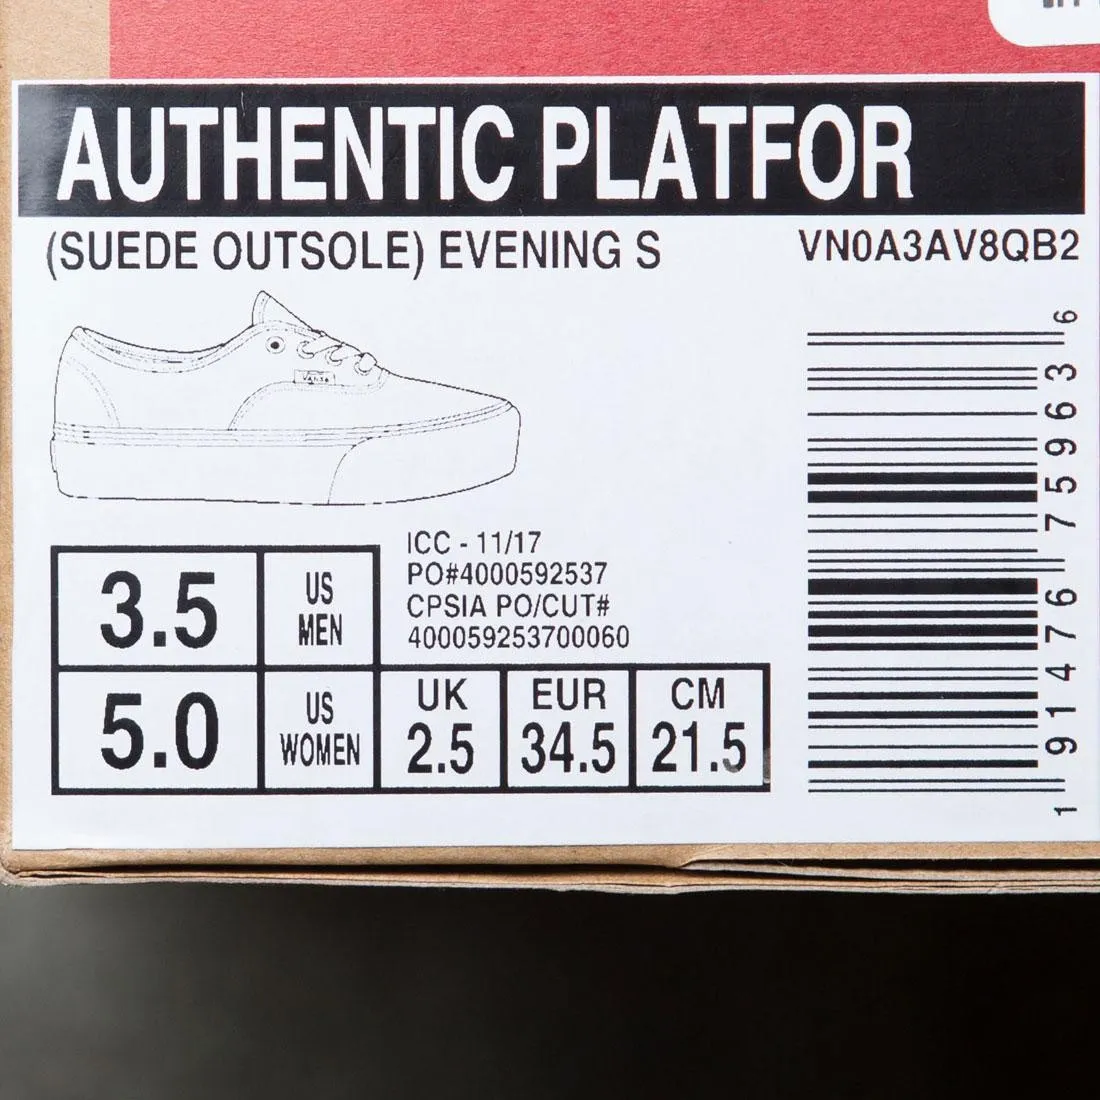 AUTHENTIC PLATFOR
(SUEDE OUTSOLE) EVENING S
VN0A3AV8QB2
VANS
ICC - 11/17
PO#4000592537
CPSIA PO/CUT#
400059253700060
3.5 US MEN
5.0 US WOMEN
UK 2.5
EUR 34.5
CM 21.5
1 91476 75963 6